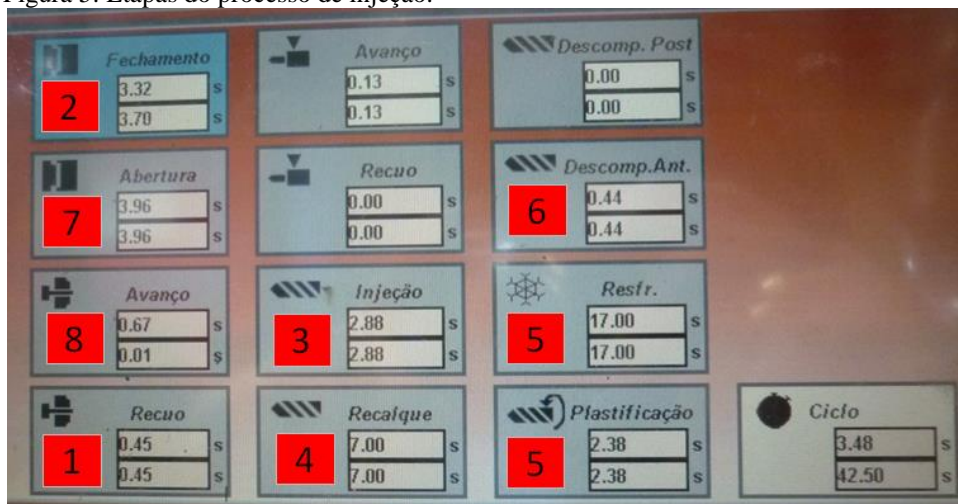 Figura 5: Etapas do processo de injeção.
Fechamento
2
3.32 s
3.70 s
Avanço
0.13 s
0.13 s
Descomp. Post
0.00 s
0.00 s
Abertura
7
3.96 s
3.96 s
Recuo
0.00 s
0.00 s
Descomp.Ant.
6
0.44 s
0.44 s
Avanço
8
0.67 s
0.01 s
Injeção
3
2.88 s
2.88 s
Resfr.
5
17.00 s
17.00 s
Recuo
1
0.45 s
0.45 s
Recalque
4
7.00 s
7.00 s
Plastificação
5
2.38 s
2.38 s
Ciclo
3.48 s
42.50 s